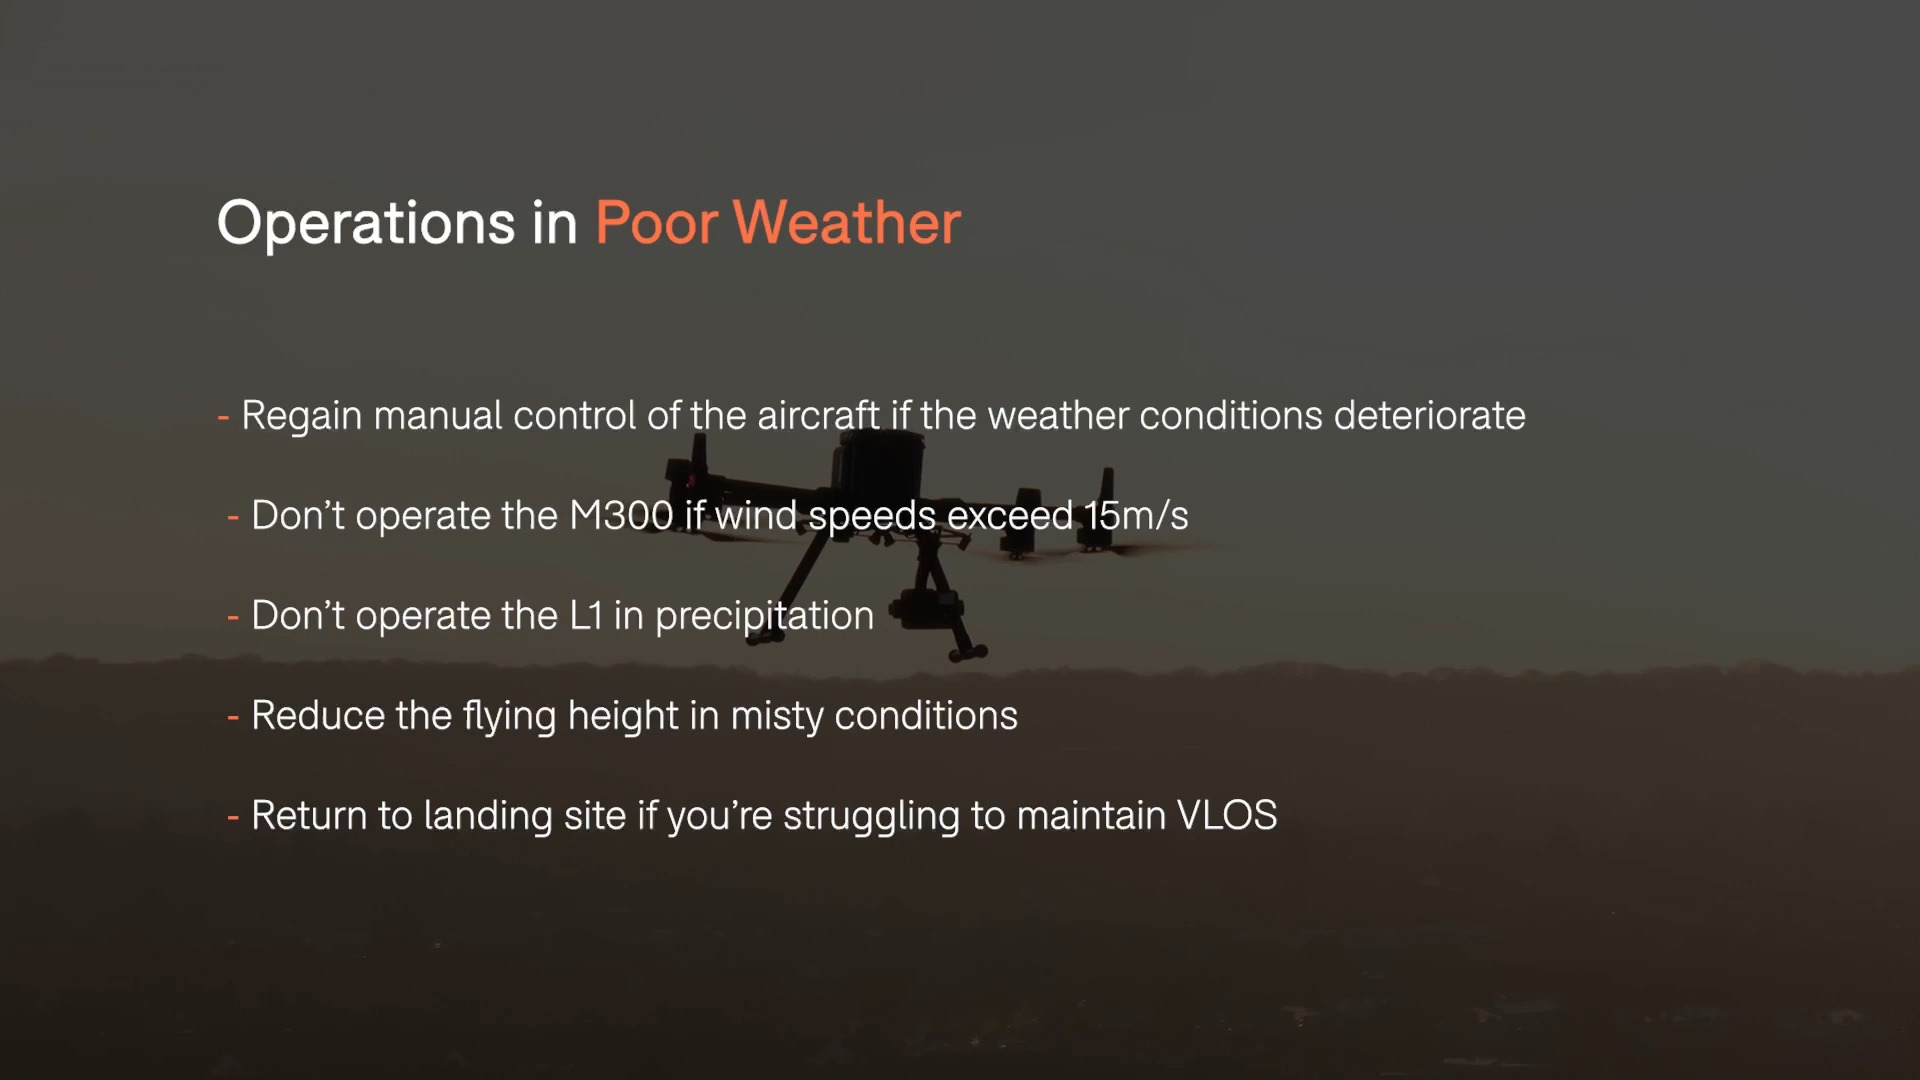 Operations in Poor Weather
- Regain manual control of the aircraft if the weather conditions deteriorate
- Don’t operate the M300 if wind speeds exceed 15m/s
- Don’t operate the L1 in precipitation
- Reduce the flying height in misty conditions
- Return to landing site if you’re struggling to maintain VLOS